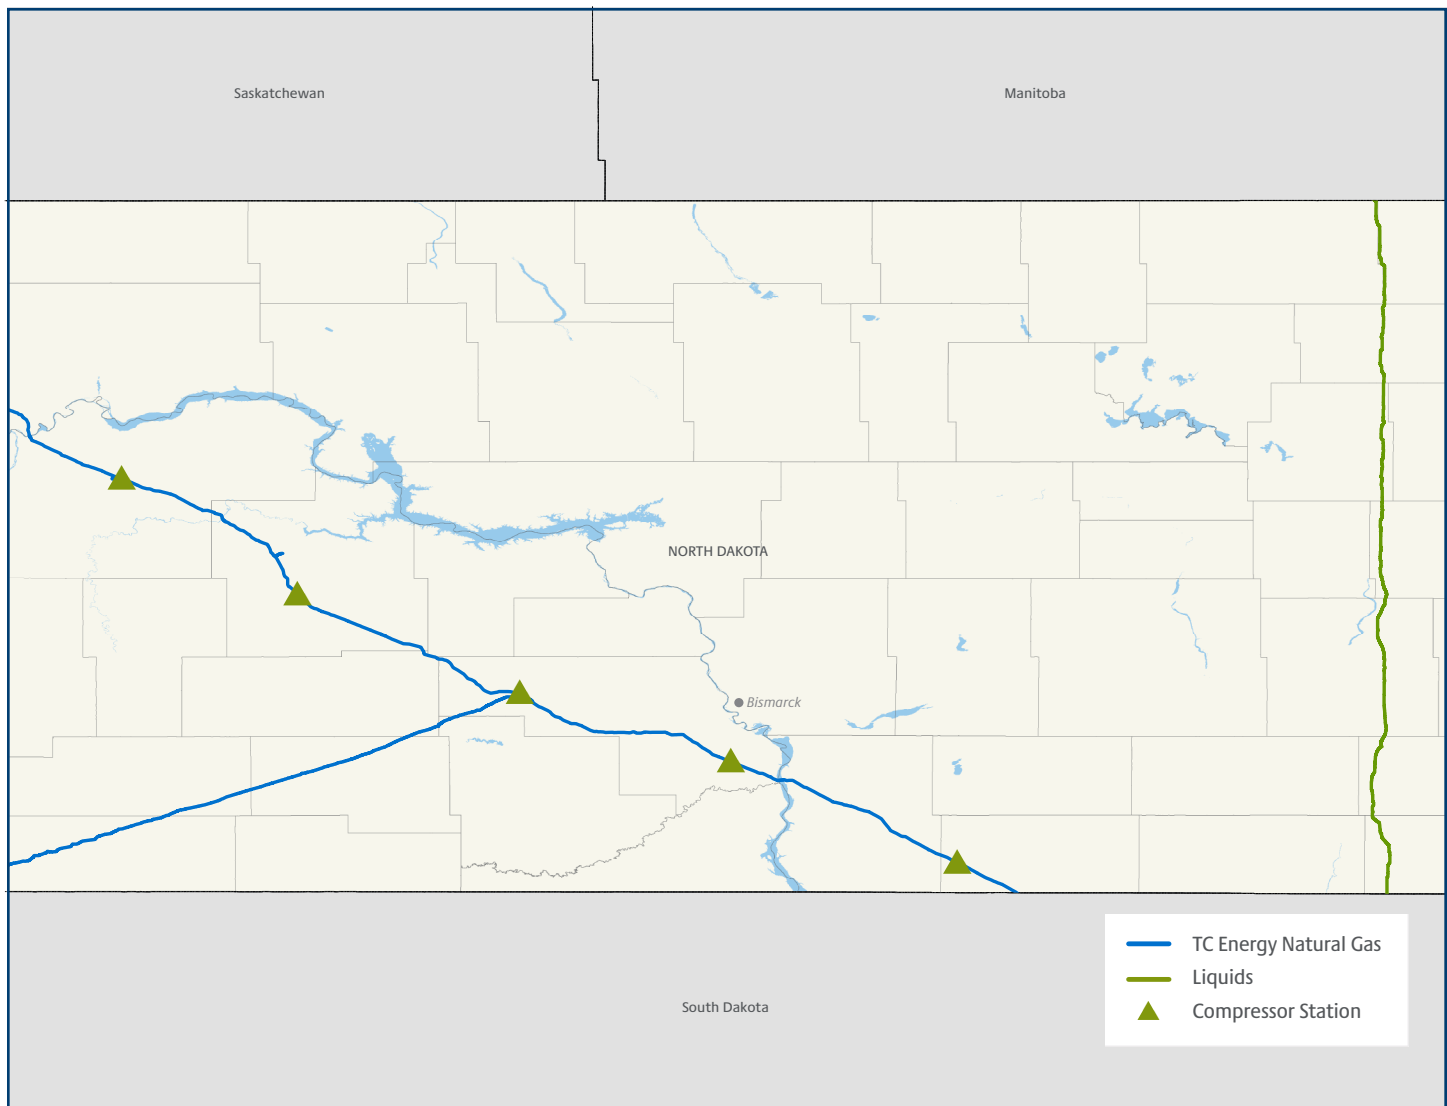 Saskatchewan
Manitoba
NORTH DAKOTA
Bismarck
TC Energy Natural Gas
Liquids
Compressor Station
South Dakota